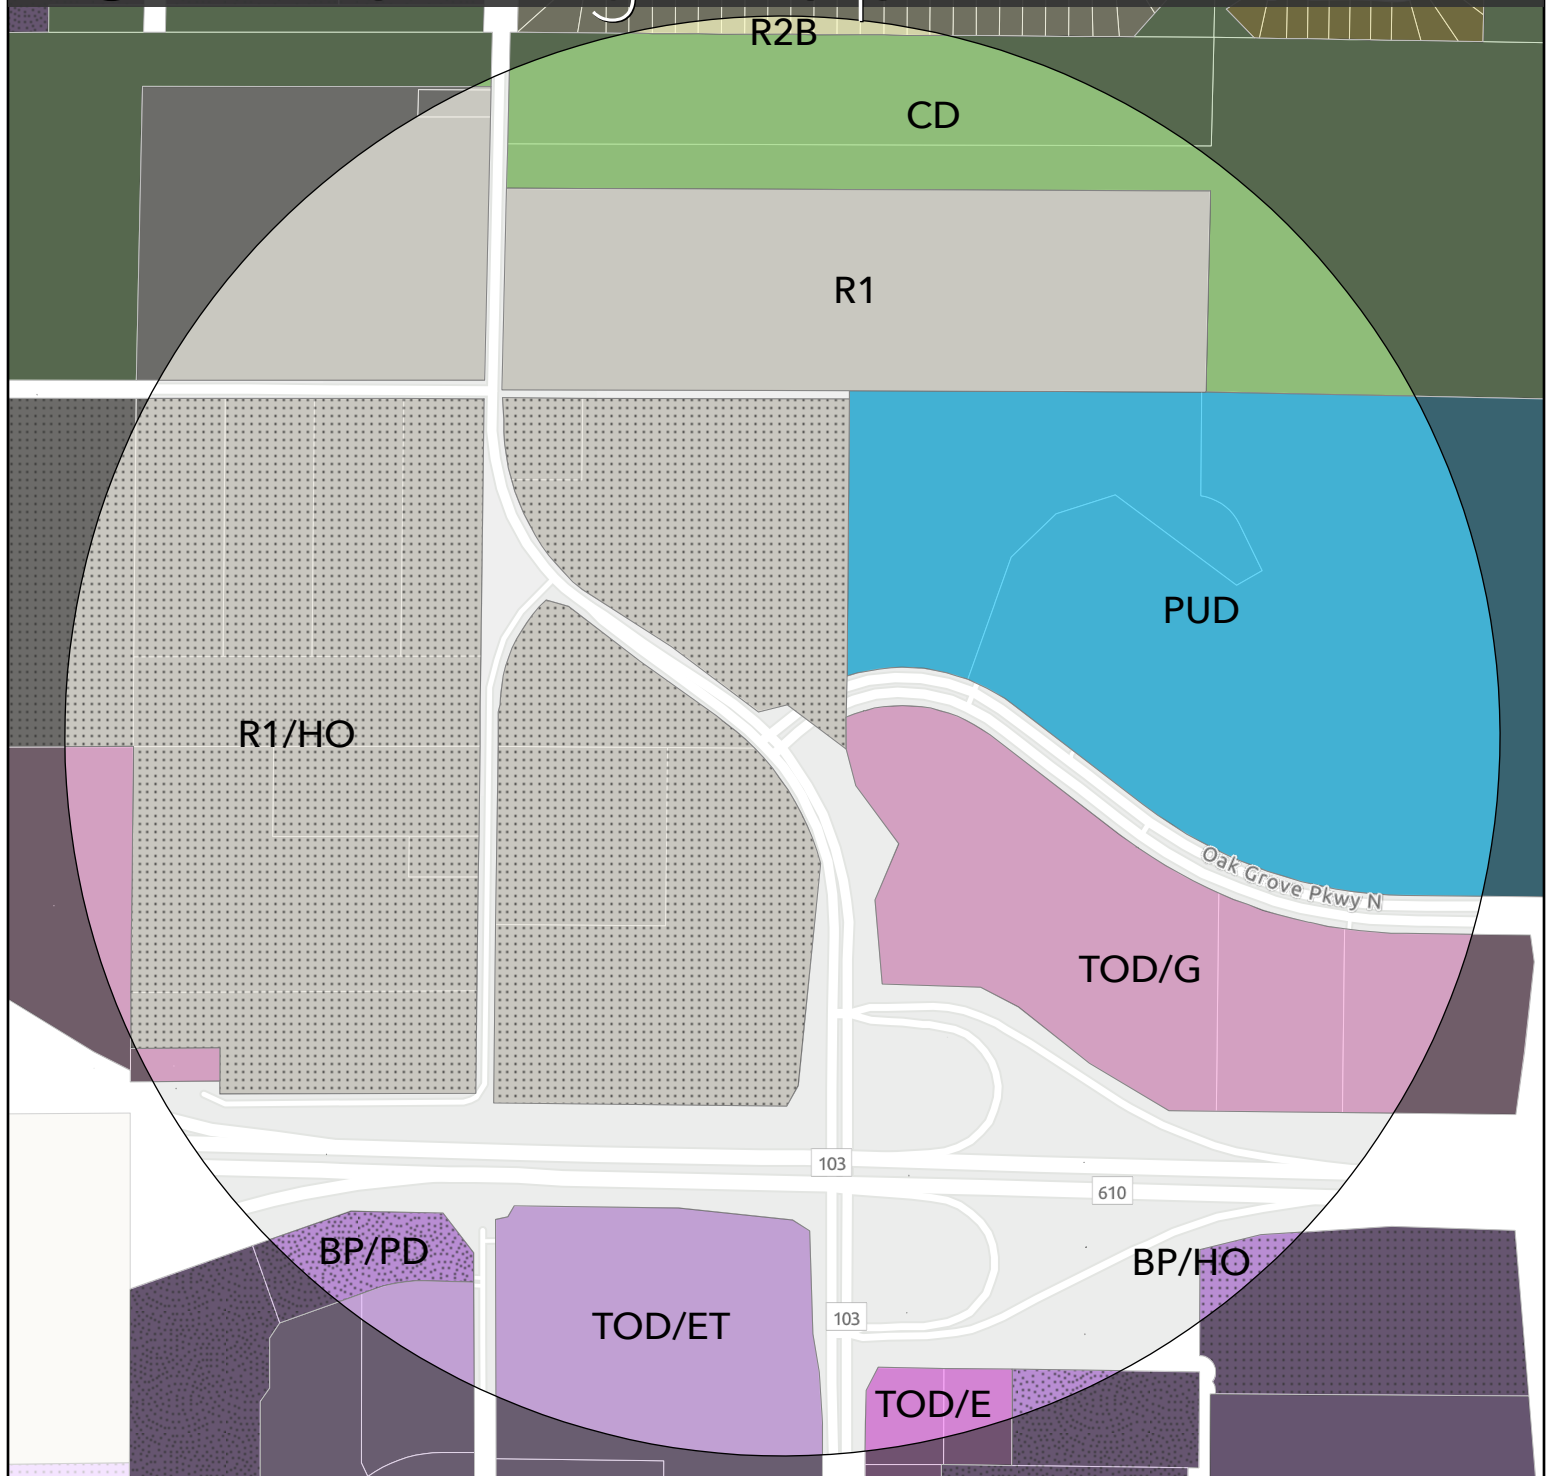 R2B
CD
R1
PUD
R1/HO
Oak Grove Pkwy N
TOD/G
103
610
BP/PD
BP/HO
TOD/ET
103
TOD/E